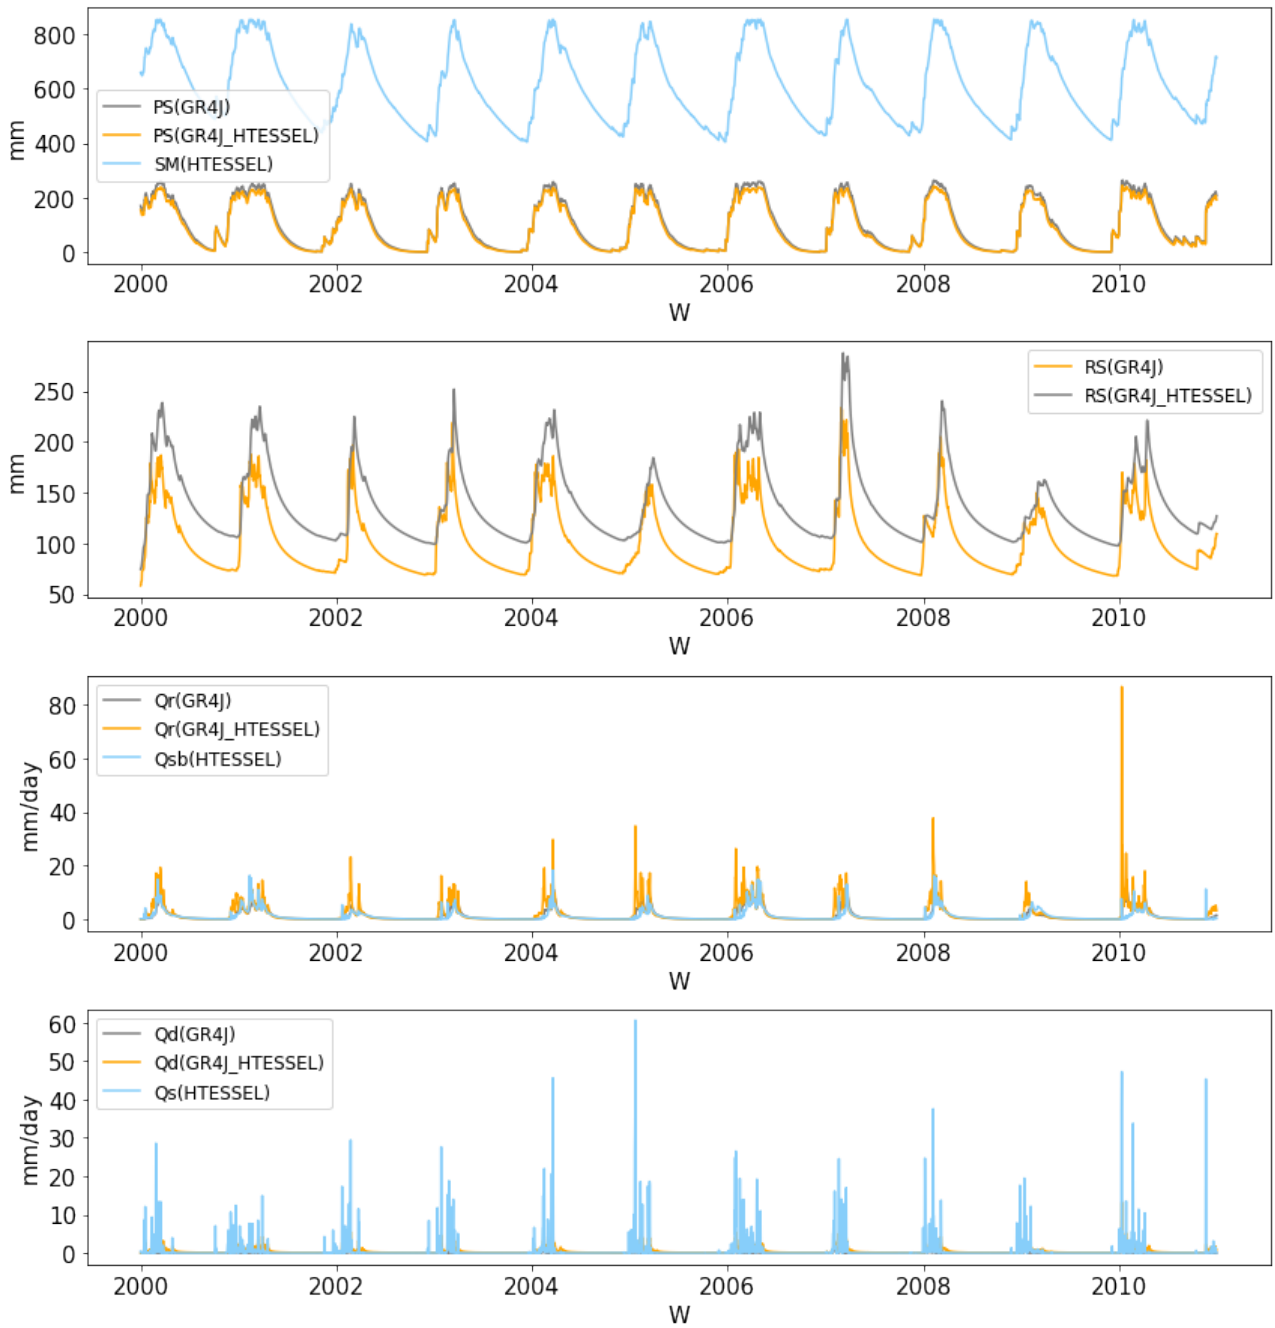 800
600
400
200
0
mm
PS(GR4J)
PS(GR4J_HTESSEL)
SM(HTESSEL)
2000 2002 2004 2006 2008 2010
W
250
200
150
100
50
mm
RS(GR4J)
RS(GR4J_HTESSEL)
2000 2002 2004 2006 2008 2010
W
80
60
40
20
0
mm/day
Qr(GR4J)
Qr(GR4J_HTESSEL)
Qsb(HTESSEL)
2000 2002 2004 2006 2008 2010
W
60
50
40
30
20
10
0
mm/day
Qd(GR4J)
Qd(GR4J_HTESSEL)
Qs(HTESSEL)
2000 2002 2004 2006 2008 2010
W